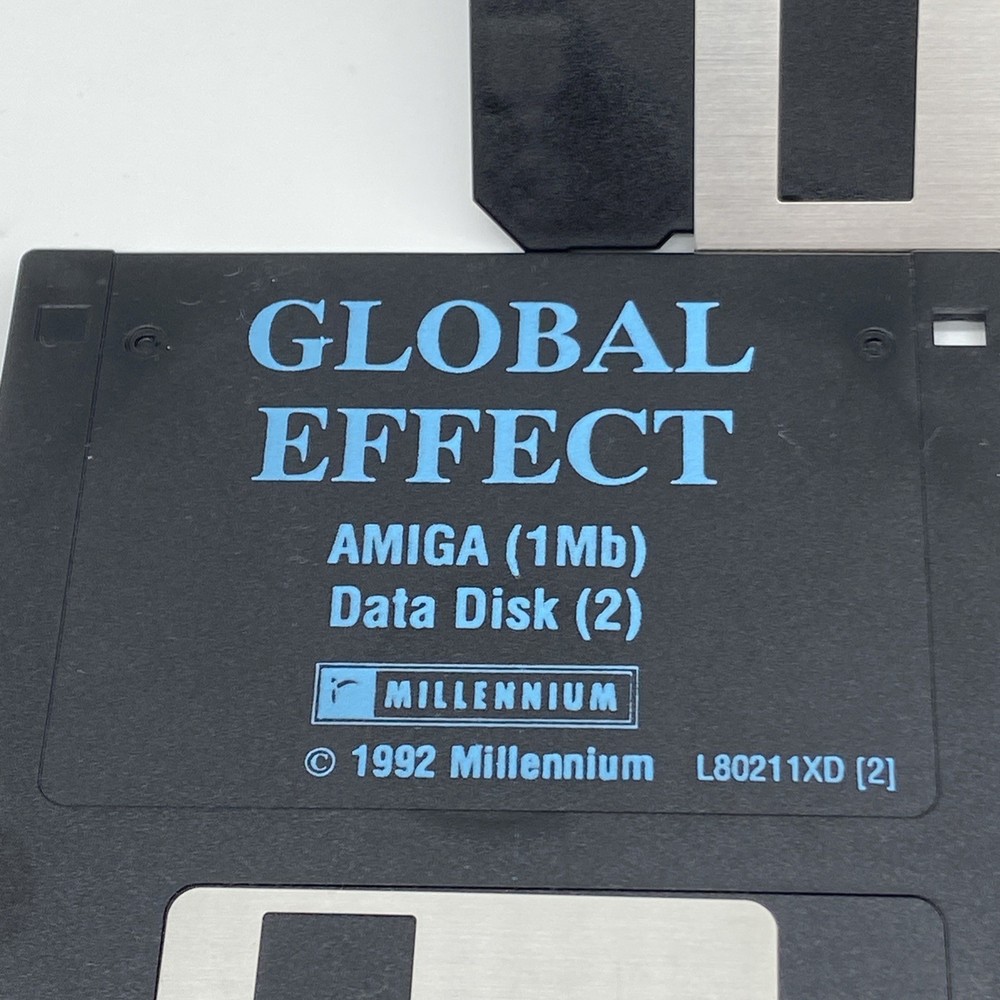 GLOBAL
EFFECT
AMIGA (1Mb)
Data Disk (2)
MILLENNIUM
© 1992 Millennium L80211XD [2]